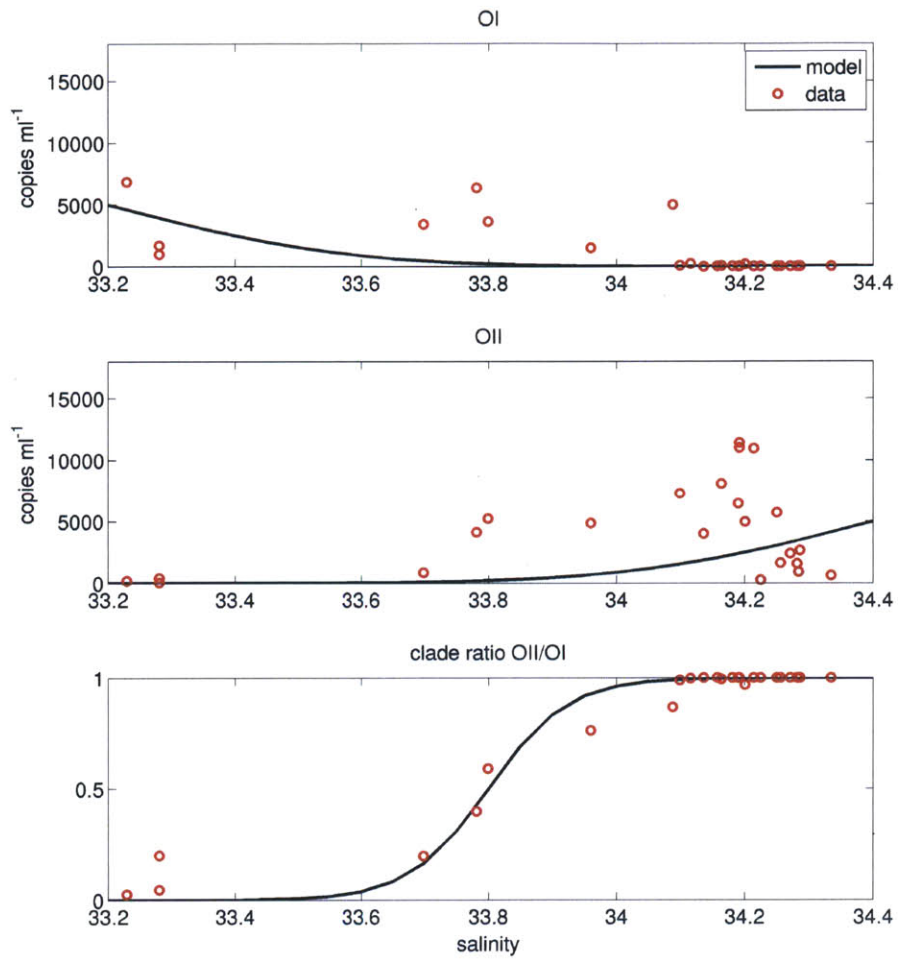 OI
15000
10000
5000
0
copies ml⁻¹
model
data
33.2 33.4 33.6 33.8 34 34.2 34.4
OII
15000
10000
5000
0
copies ml⁻¹
33.2 33.4 33.6 33.8 34 34.2 34.4
clade ratio OII/OI
1
0.5
0
33.2 33.4 33.6 33.8 34 34.2 34.4
salinity